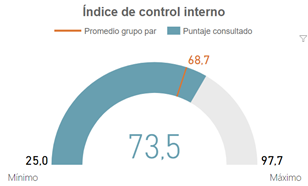 Índice de control interno
Promedio grupo par Puntaje consultado
68,7
73,5
25,0 97,7
Mínimo Máximo